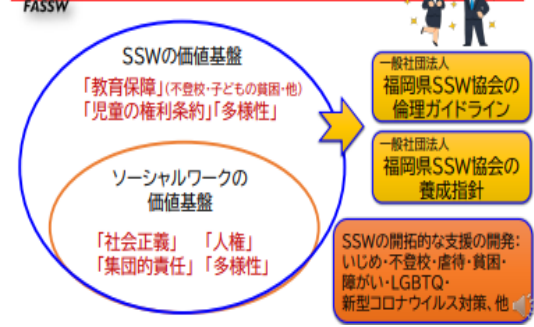 FASSW
SSWの価値基盤
「教育保障」(不登校・子どもの貧困・他)
「児童の権利条約」「多様性」
ソーシャルワークの
価値基盤
「社会正義」 「人権」
「集団的責任」「多様性」
一般社団法人
福岡県SSW協会の
倫理ガイドライン
一般社団法人
福岡県SSW協会の
養成指針
SSWの開拓的な支援の開発:
いじめ・不登校・虐待・貧困・
障がい・LGBTQ・
新型コロナウイルス対策、他